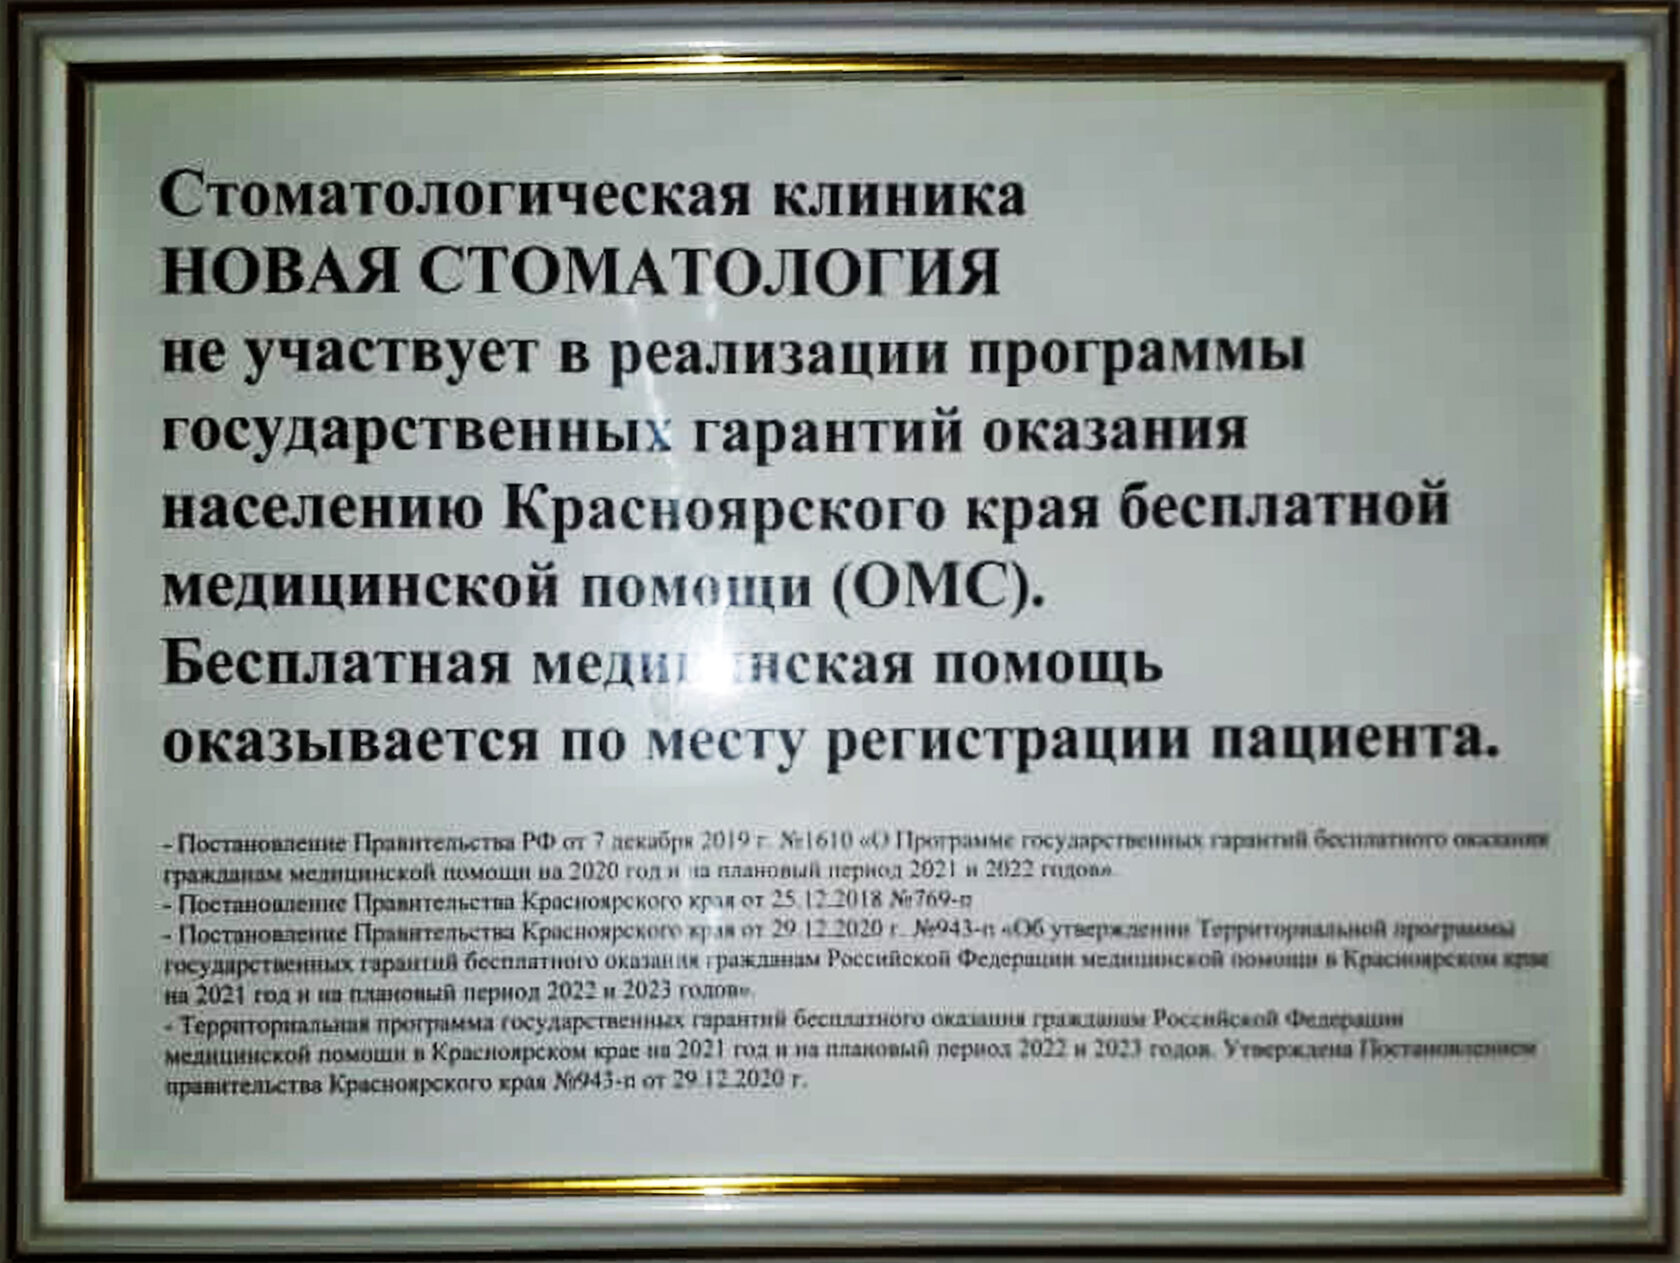 Стоматологическая клиника
НОВАЯ СТОМАТОЛОГИЯ
не участвует в реализации программы
государственных гарантий оказания
населению Красноярского края бесплатной
медицинской помощи (ОМС).
Бесплатная медицинская помощь
оказывается по месту регистрации пациента.
- Постановление Правительства РФ от 7 декабря 2019 г. №1610 «О Программе государственных гарантий бесплатного оказания
гражданам медицинской помощи на 2020 год и на плановый период 2021 и 2022 годов».
- Постановление Правительства Красноярского края от 25.12.2018 №769-п
- Постановление Правительства Красноярского края от 29.12.2020 г. №943-п «Об утверждении Территориальной программы
государственных гарантий бесплатного оказания гражданам Российской Федерации медицинской помощи в Красноярском крае
на 2021 год и на плановый период 2022 и 2023 годов».
- Территориальная программа государственных гарантий бесплатного оказания гражданам Российской Федерации
медицинской помощи в Красноярском крае на 2021 год и на плановый период 2022 и 2023 годов. Утверждена Постановлением
правительства Красноярского края №943-п от 29.12.2020 г.